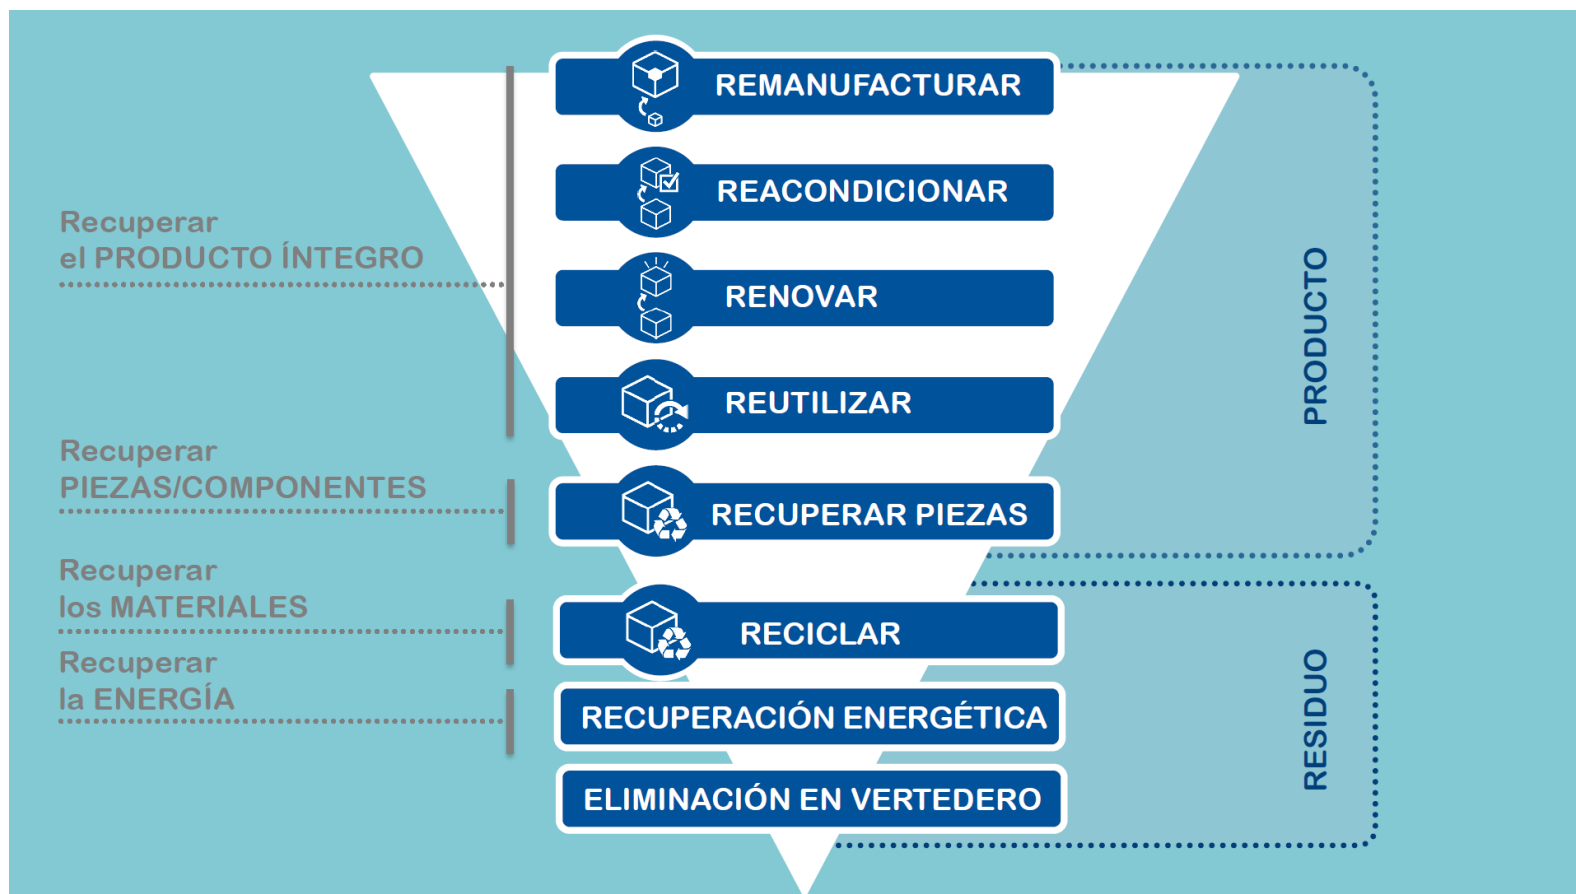 REMANUFACTURAR
REACONDICIONAR
Recuperar
el PRODUCTO ÍNTEGRO
RENOVAR
REUTILIZAR
Recuperar
PIEZAS/COMPONENTES
RECUPERAR PIEZAS
PRODUCTO
Recuperar
los MATERIALES
RECICLAR
Recuperar
la ENERGÍA
RECUPERACIÓN ENERGÉTICA
ELIMINACIÓN EN VERTEDERO
RESIDUO